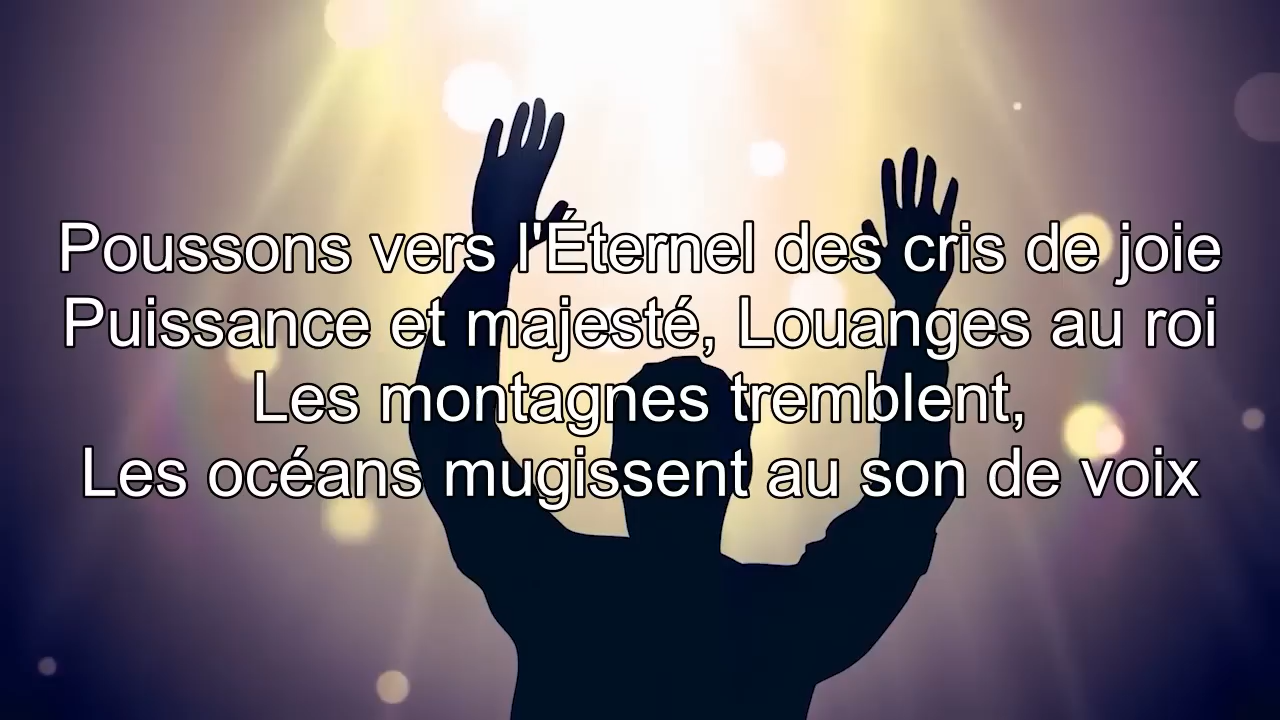 Poussons vers l'Éternel des cris de joie
Puissance et majesté, Louanges au roi
Les montagnes tremblent,
Les océans mugissent au son de voix